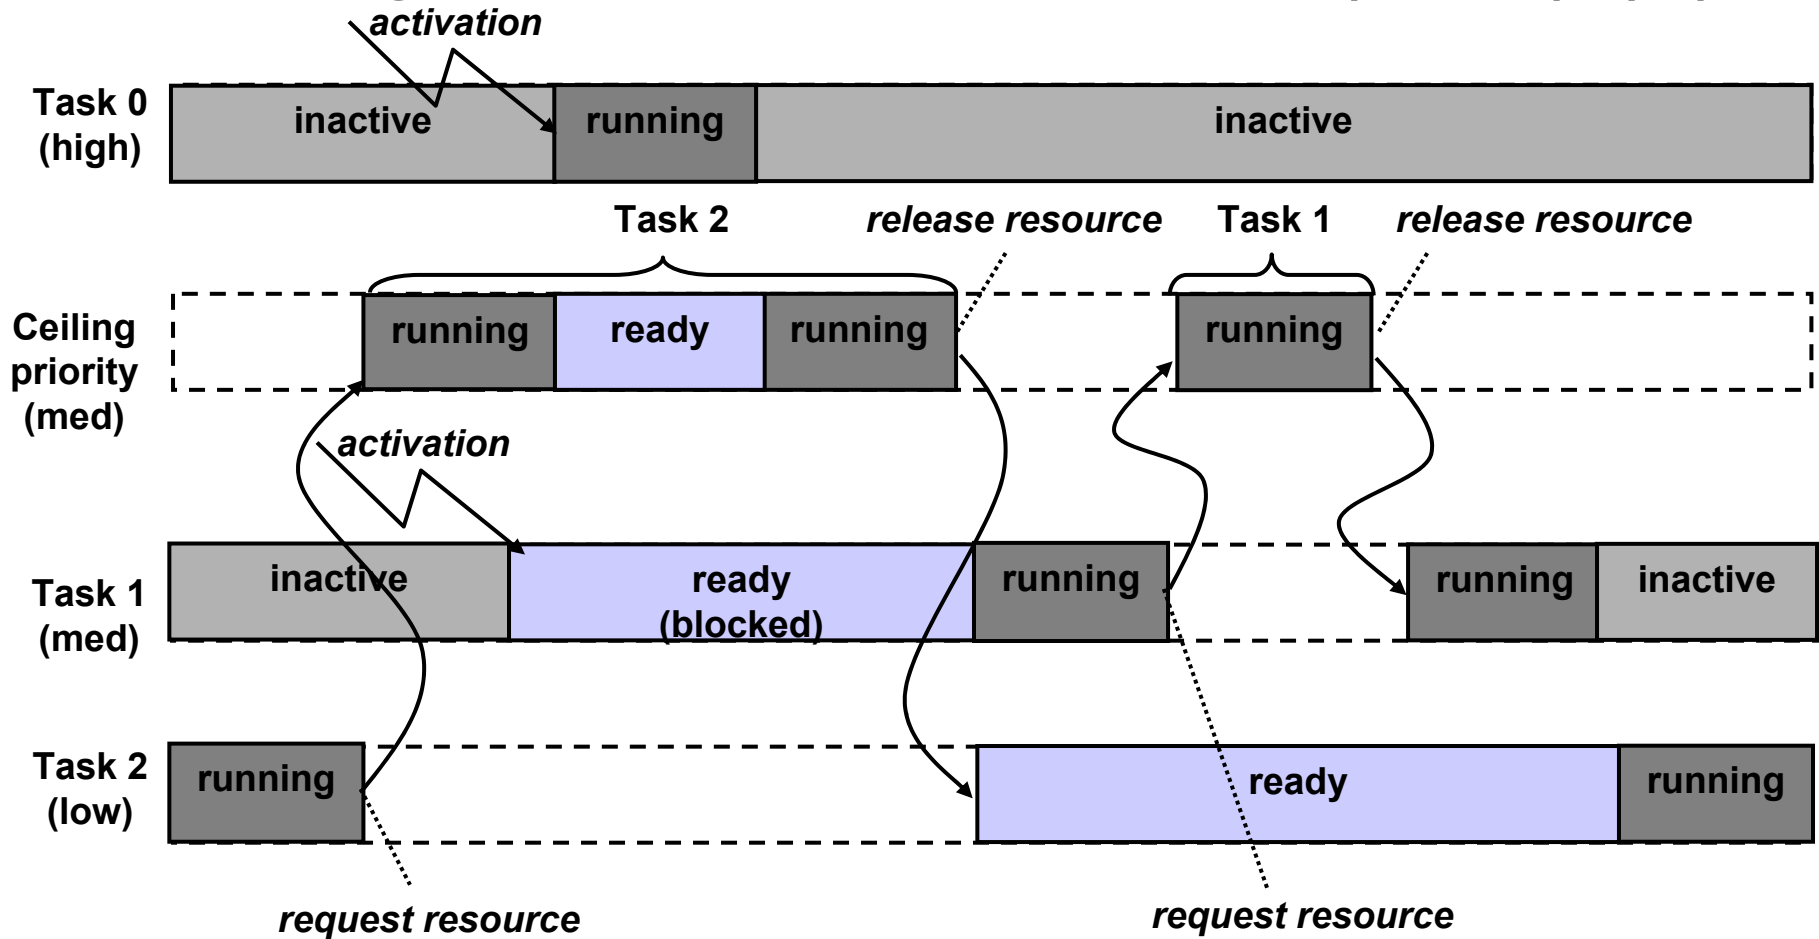 activation
Task 0
(high)
inactive
running
inactive
Task 2
release resource
Task 1
release resource
Ceiling
priority
(med)
running
ready
running
running
activation
Task 1
(med)
inactive
ready
(blocked)
running
running
inactive
Task 2
(low)
running
ready
running
request resource
request resource